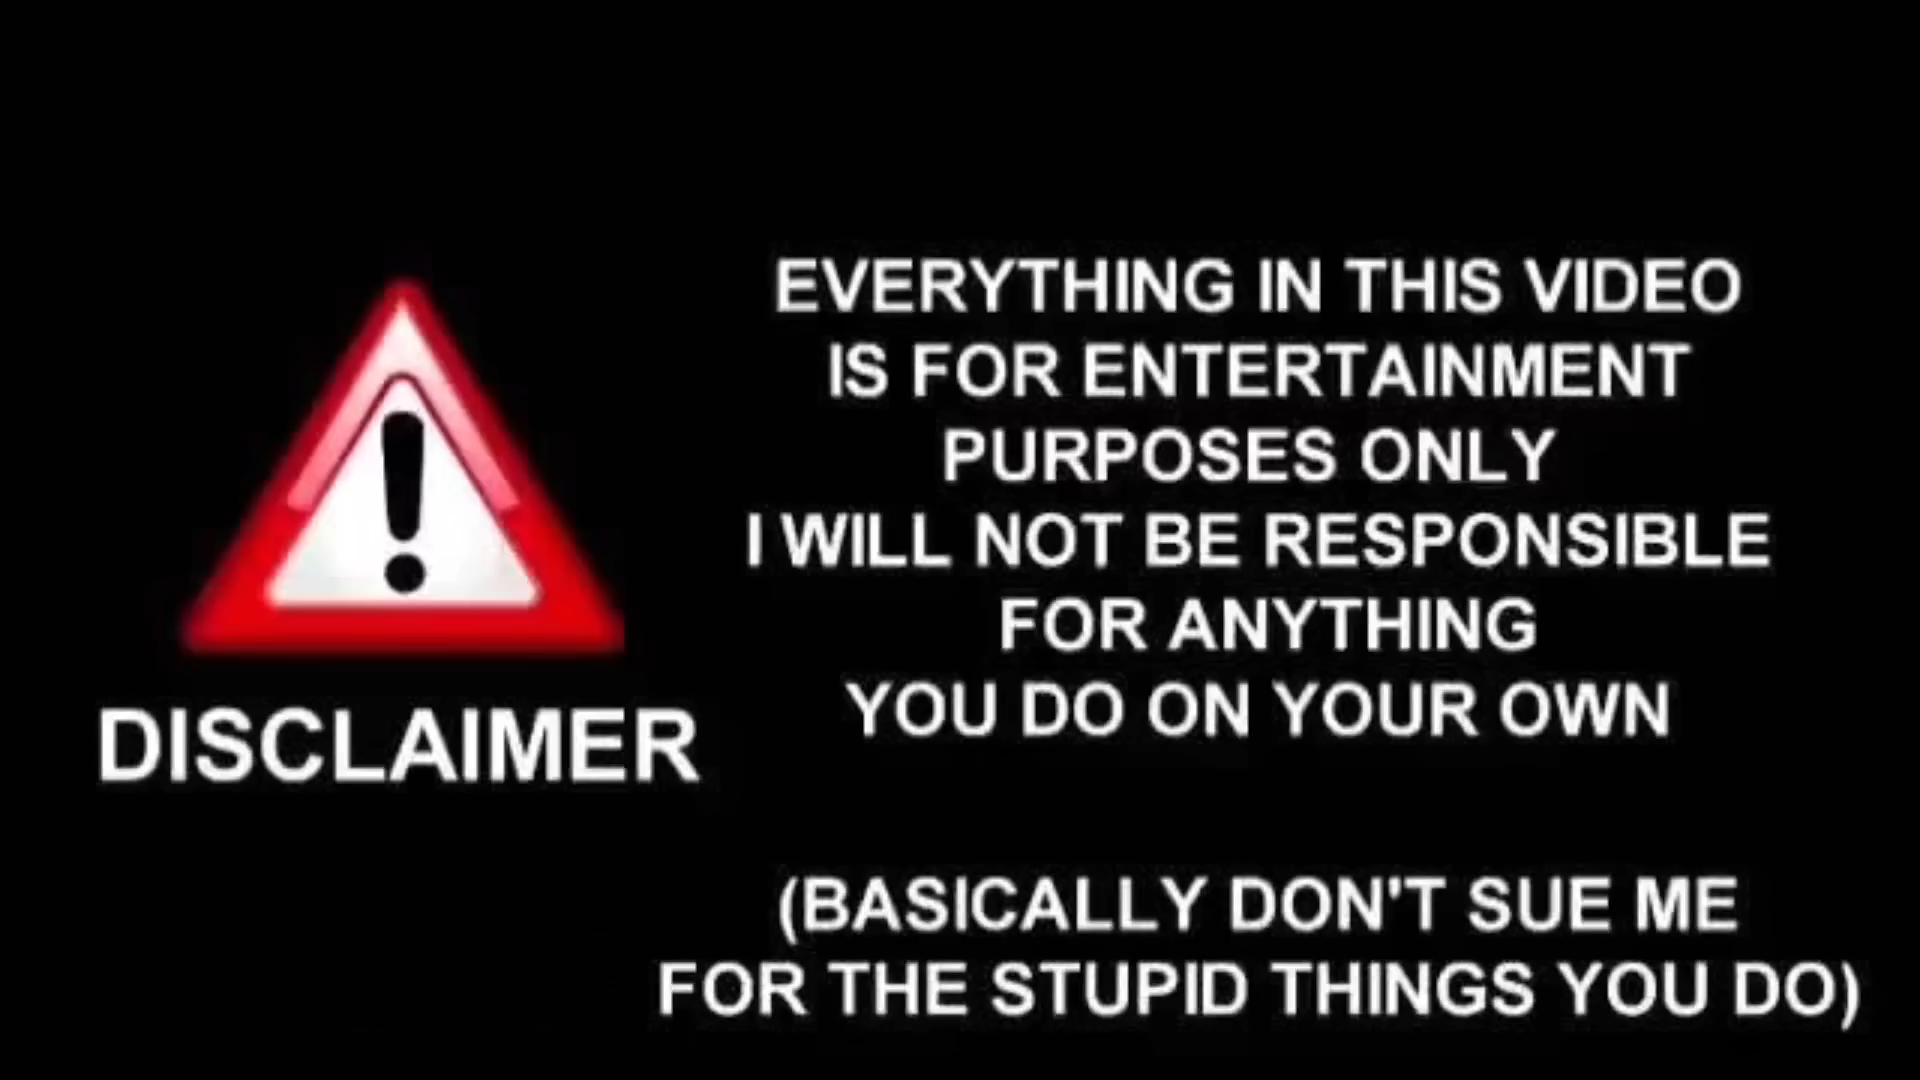 DISCLAIMER
EVERYTHING IN THIS VIDEO
IS FOR ENTERTAINMENT
PURPOSES ONLY
I WILL NOT BE RESPONSIBLE
FOR ANYTHING
YOU DO ON YOUR OWN
(BASICALLY DON'T SUE ME
FOR THE STUPID THINGS YOU DO)